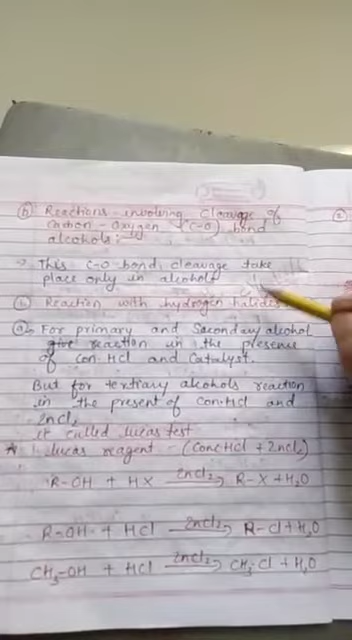 (b) Reactions involving cleavage of
Carbon-Oxygen (C-O) bond
alcohols:
→ This C-O bond cleavage take
place only in alcohols
Reaction with hydrogen halides
(a) For primary and Secondary alcohol
reaction in the presence
of con. HCl and Catalyst.
But for tertiary alcohols reaction
in the present of con. HCl and
ZnCl2
it called lucas test
* lucas reagent - (Conc HCl + ZnCl2)
R-OH + HX ZnCl2→ R-X + H2O
R-OH + HCl ZnCl2→ R-Cl + H2O
CH3-OH + HCl ZnCl2→ CH3-Cl + H2O